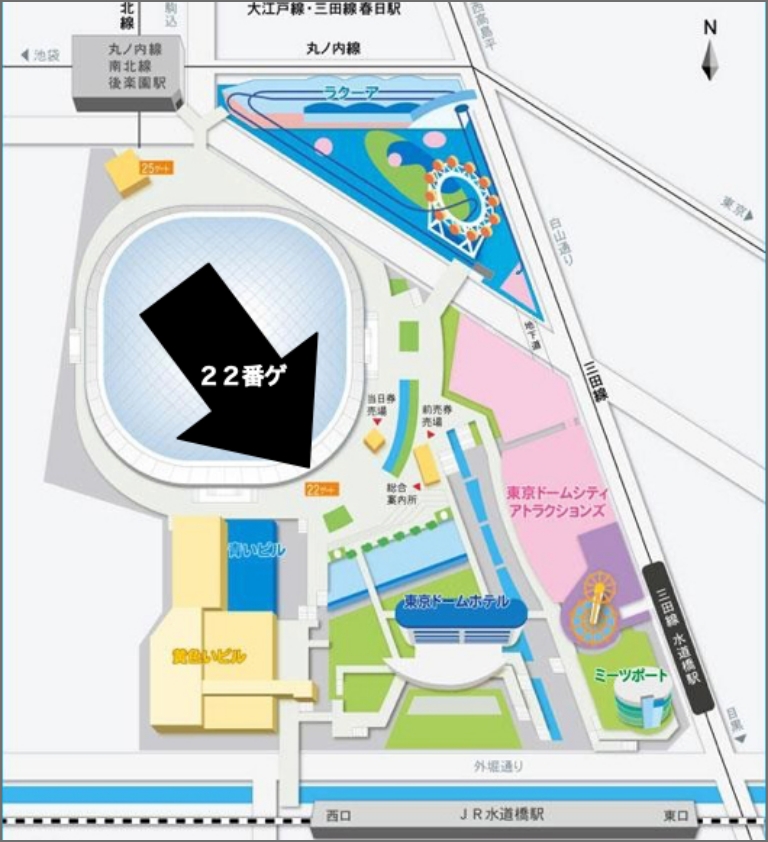 北線
駒込
大江戸線・三田線 春日駅
西高島平
N
池袋
丸ノ内線
南北線
後楽園駅
丸ノ内線
ラクーア
25ゲート
東京
白山通り
地下道
三田線
22番ゲ
当日券
売場
前売券
売場
22ゲート
総合
案内所
東京ドームシティ
アトラクションズ
青いビル
東京ドームホテル
三田線 水道橋駅
黄色いビル
ミーツポート
目黒
外堀通り
西口
JR水道橋駅
東口